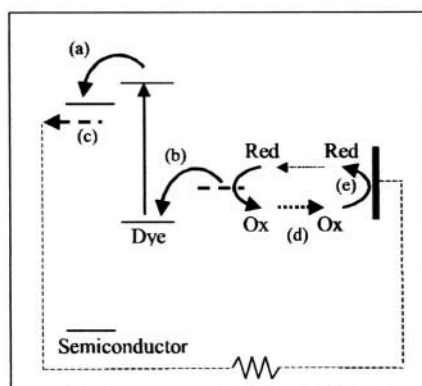 (a)
(c)
(b)
Red Red
(e)
Dye
Ox Ox
(d)
Semiconductor